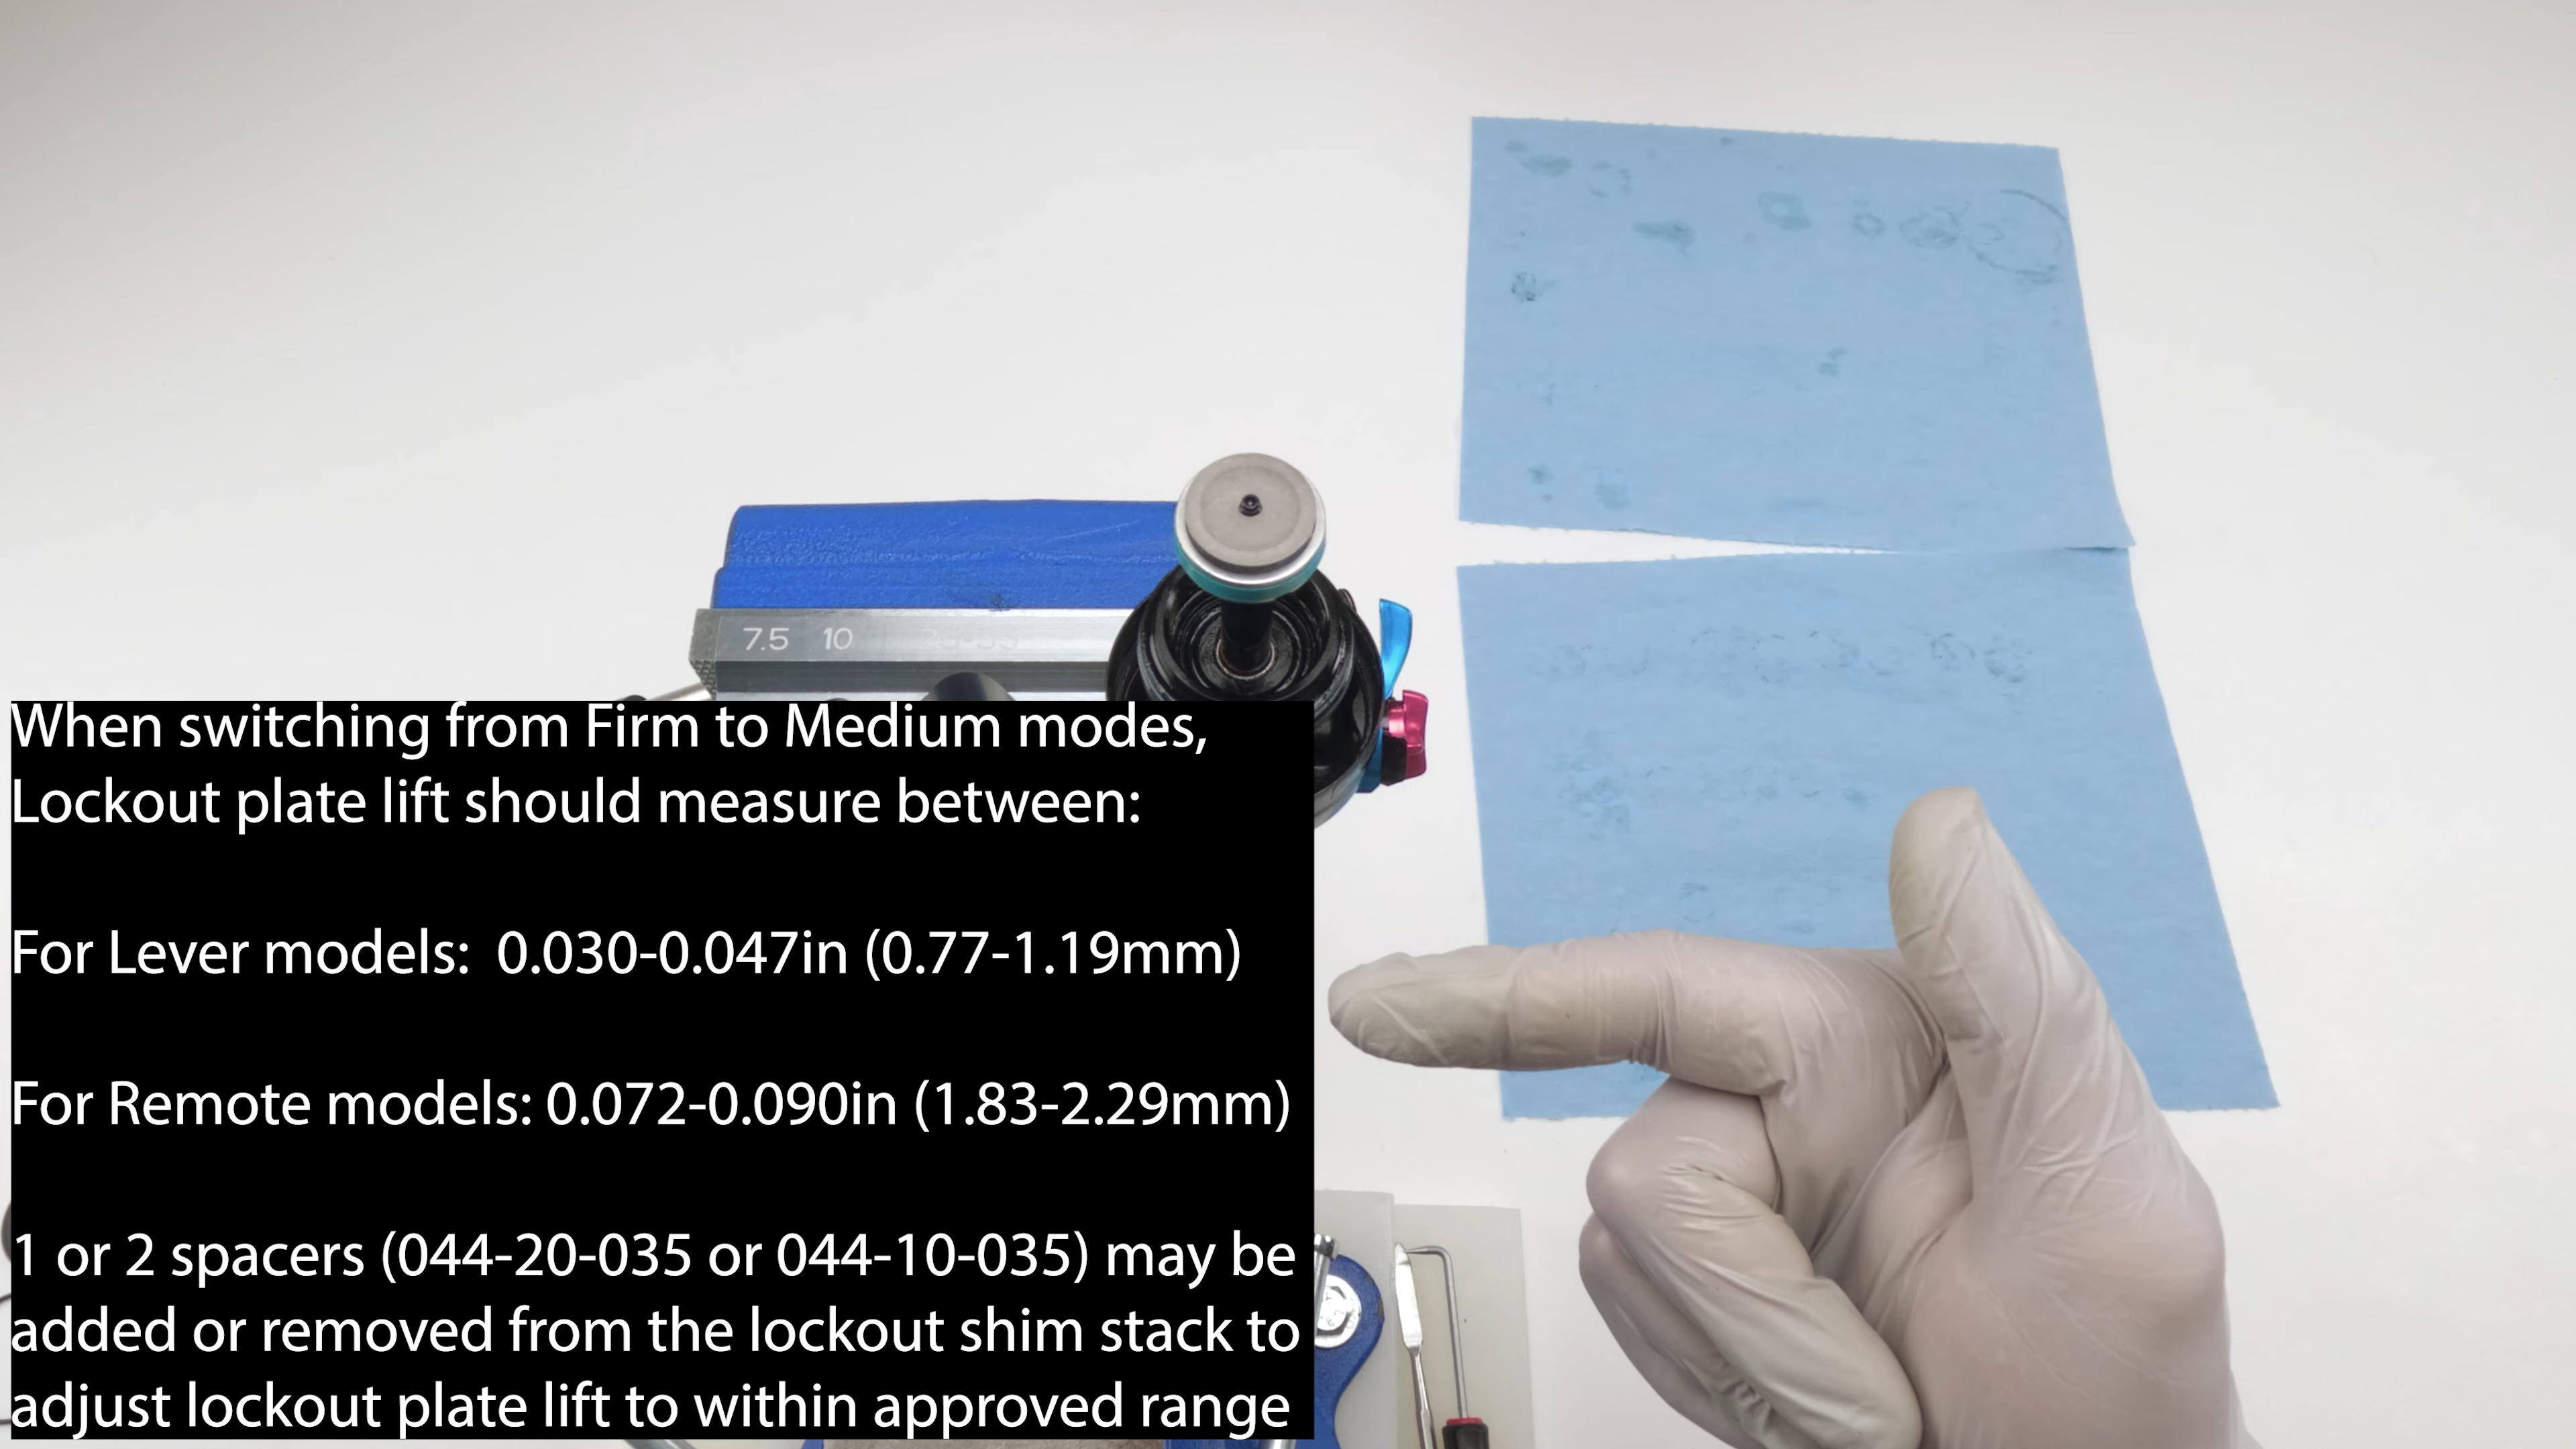 7.5 10
When switching from Firm to Medium modes,
Lockout plate lift should measure between:
For Lever models: 0.030-0.047in (0.77-1.19mm)
For Remote models: 0.072-0.090in (1.83-2.29mm)
1 or 2 spacers (044-20-035 or 044-10-035) may be
added or removed from the lockout shim stack to
adjust lockout plate lift to within approved range